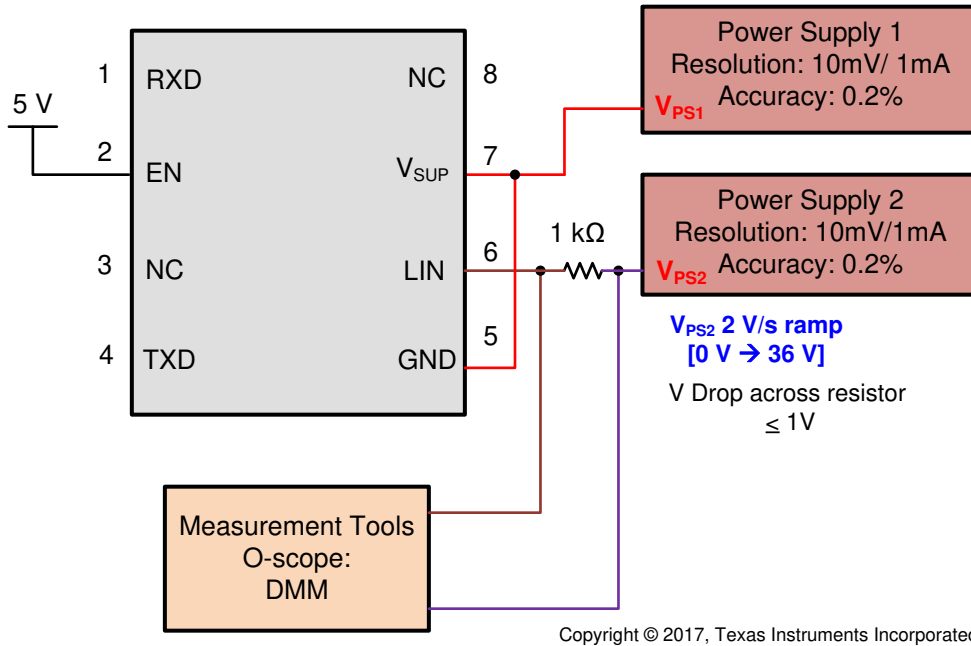 1
RXD
NC
8
5 V
2
EN
V_SUP
7
3
NC
LIN
6
1 kΩ
4
TXD
GND
5
Power Supply 1
Resolution: 10mV/ 1mA
Accuracy: 0.2%
V_PS1
Power Supply 2
Resolution: 10mV/1mA
Accuracy: 0.2%
V_PS2
V_PS2 2 V/s ramp
[0 V → 36 V]
V Drop across resistor
≤ 1V
Measurement Tools
O-scope:
DMM
Copyright © 2017, Texas Instruments Incorporated